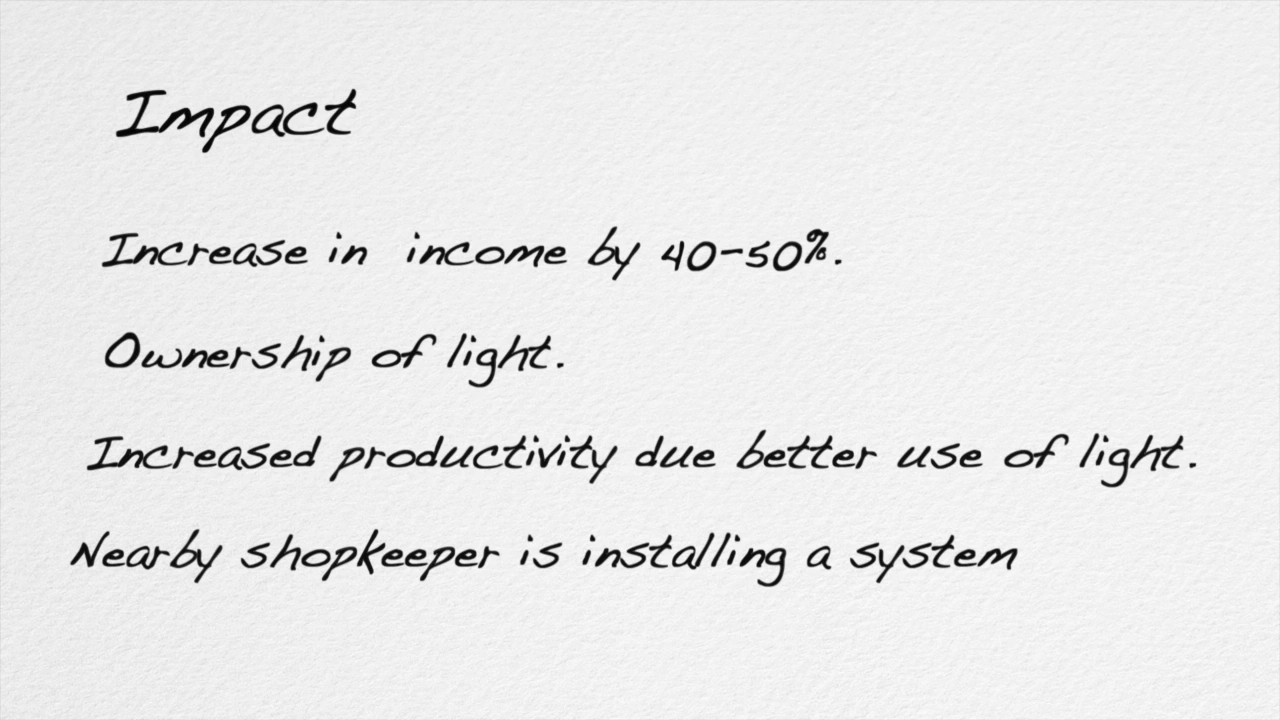 Impact
Increase in income by 40-50%.
Ownership of light.
Increased productivity due better use of light.
Nearby shopkeeper is installing a system